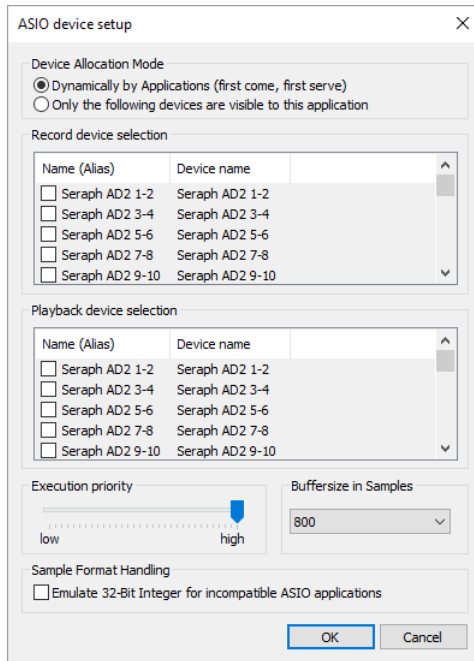 ASIO device setup
Device Allocation Mode
Dynamically by Applications (first come, first serve)
Only the following devices are visible to this application
Record device selection
Name (Alias) Device name
Seraph AD2 1-2 Seraph AD2 1-2
Seraph AD2 3-4 Seraph AD2 3-4
Seraph AD2 5-6 Seraph AD2 5-6
Seraph AD2 7-8 Seraph AD2 7-8
Seraph AD2 9-10 Seraph AD2 9-10
Playback device selection
Name (Alias) Device name
Seraph AD2 1-2 Seraph AD2 1-2
Seraph AD2 3-4 Seraph AD2 3-4
Seraph AD2 5-6 Seraph AD2 5-6
Seraph AD2 7-8 Seraph AD2 7-8
Seraph AD2 9-10 Seraph AD2 9-10
Execution priority Buffersize in Samples
800
low high
Sample Format Handling
Emulate 32-Bit Integer for incompatible ASIO applications
OK Cancel